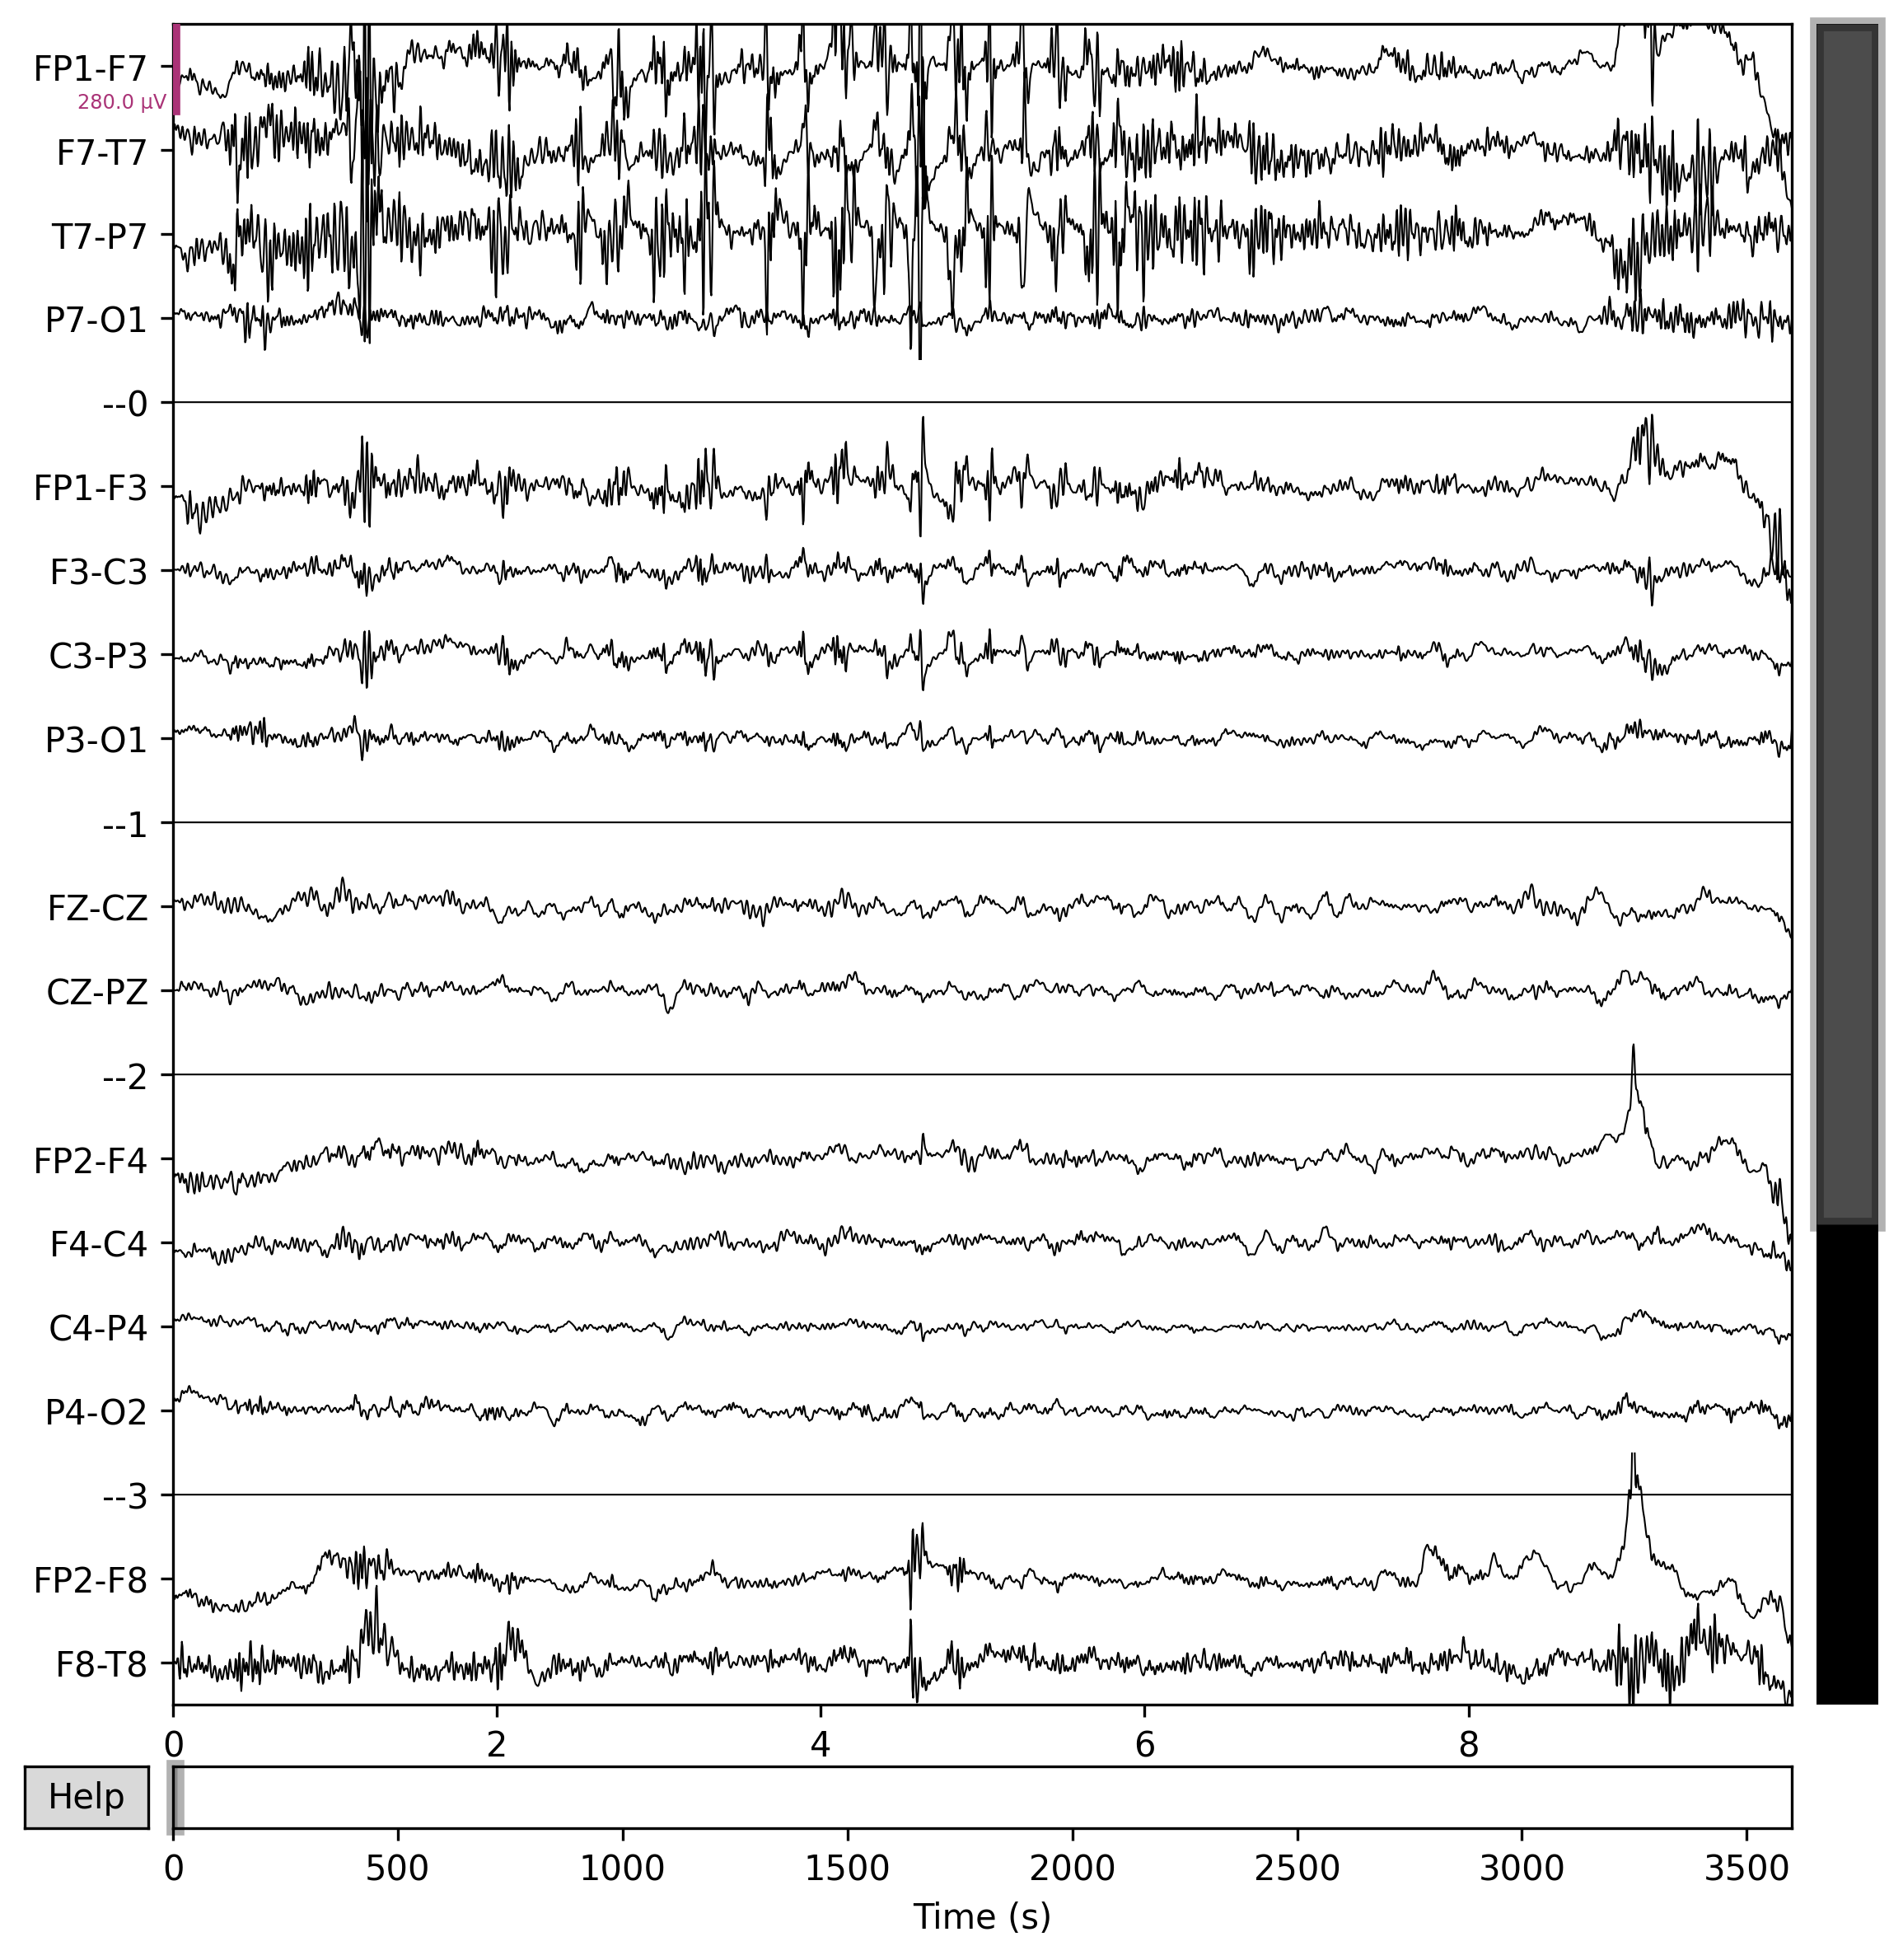 FP1-F7
280.0 µV
F7-T7
T7-P7
P7-O1
--0
FP1-F3
F3-C3
C3-P3
P3-O1
--1
FZ-CZ
CZ-PZ
--2
FP2-F4
F4-C4
C4-P4
P4-O2
--3
FP2-F8
F8-T8
0 2 4 6 8
Help
0 500 1000 1500 2000 2500 3000 3500
Time (s)